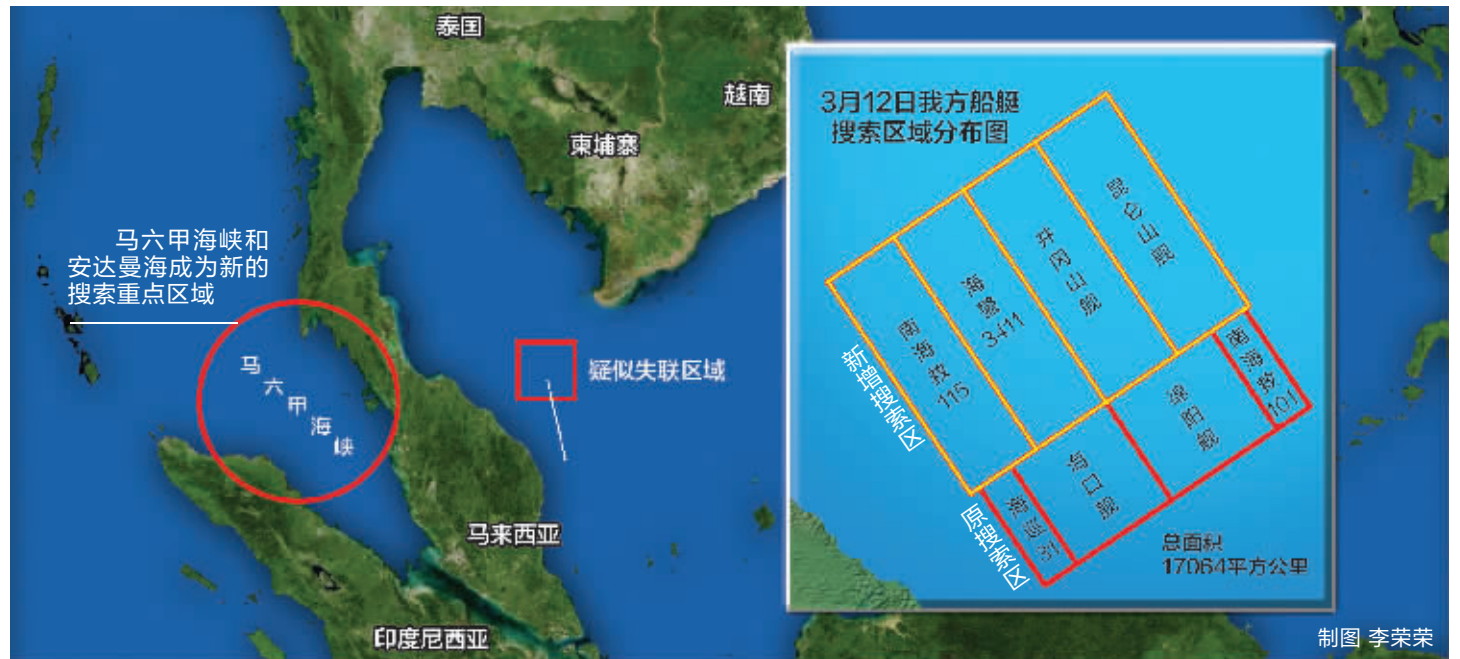 泰国
越南
柬埔寨
马六甲海峡和
安达曼海成为新的
搜索重点区域
马六甲海峡
疑似失联区域
马来西亚
印度尼西亚
3月12日我方船艇
搜索区域分布图
昆仑山舰
井冈山舰
海警3411
南海救115
新增搜索区
南海救101
绵阳舰
海口舰
海巡31
原搜索区
总面积
17064平方公里
制图 李荣荣